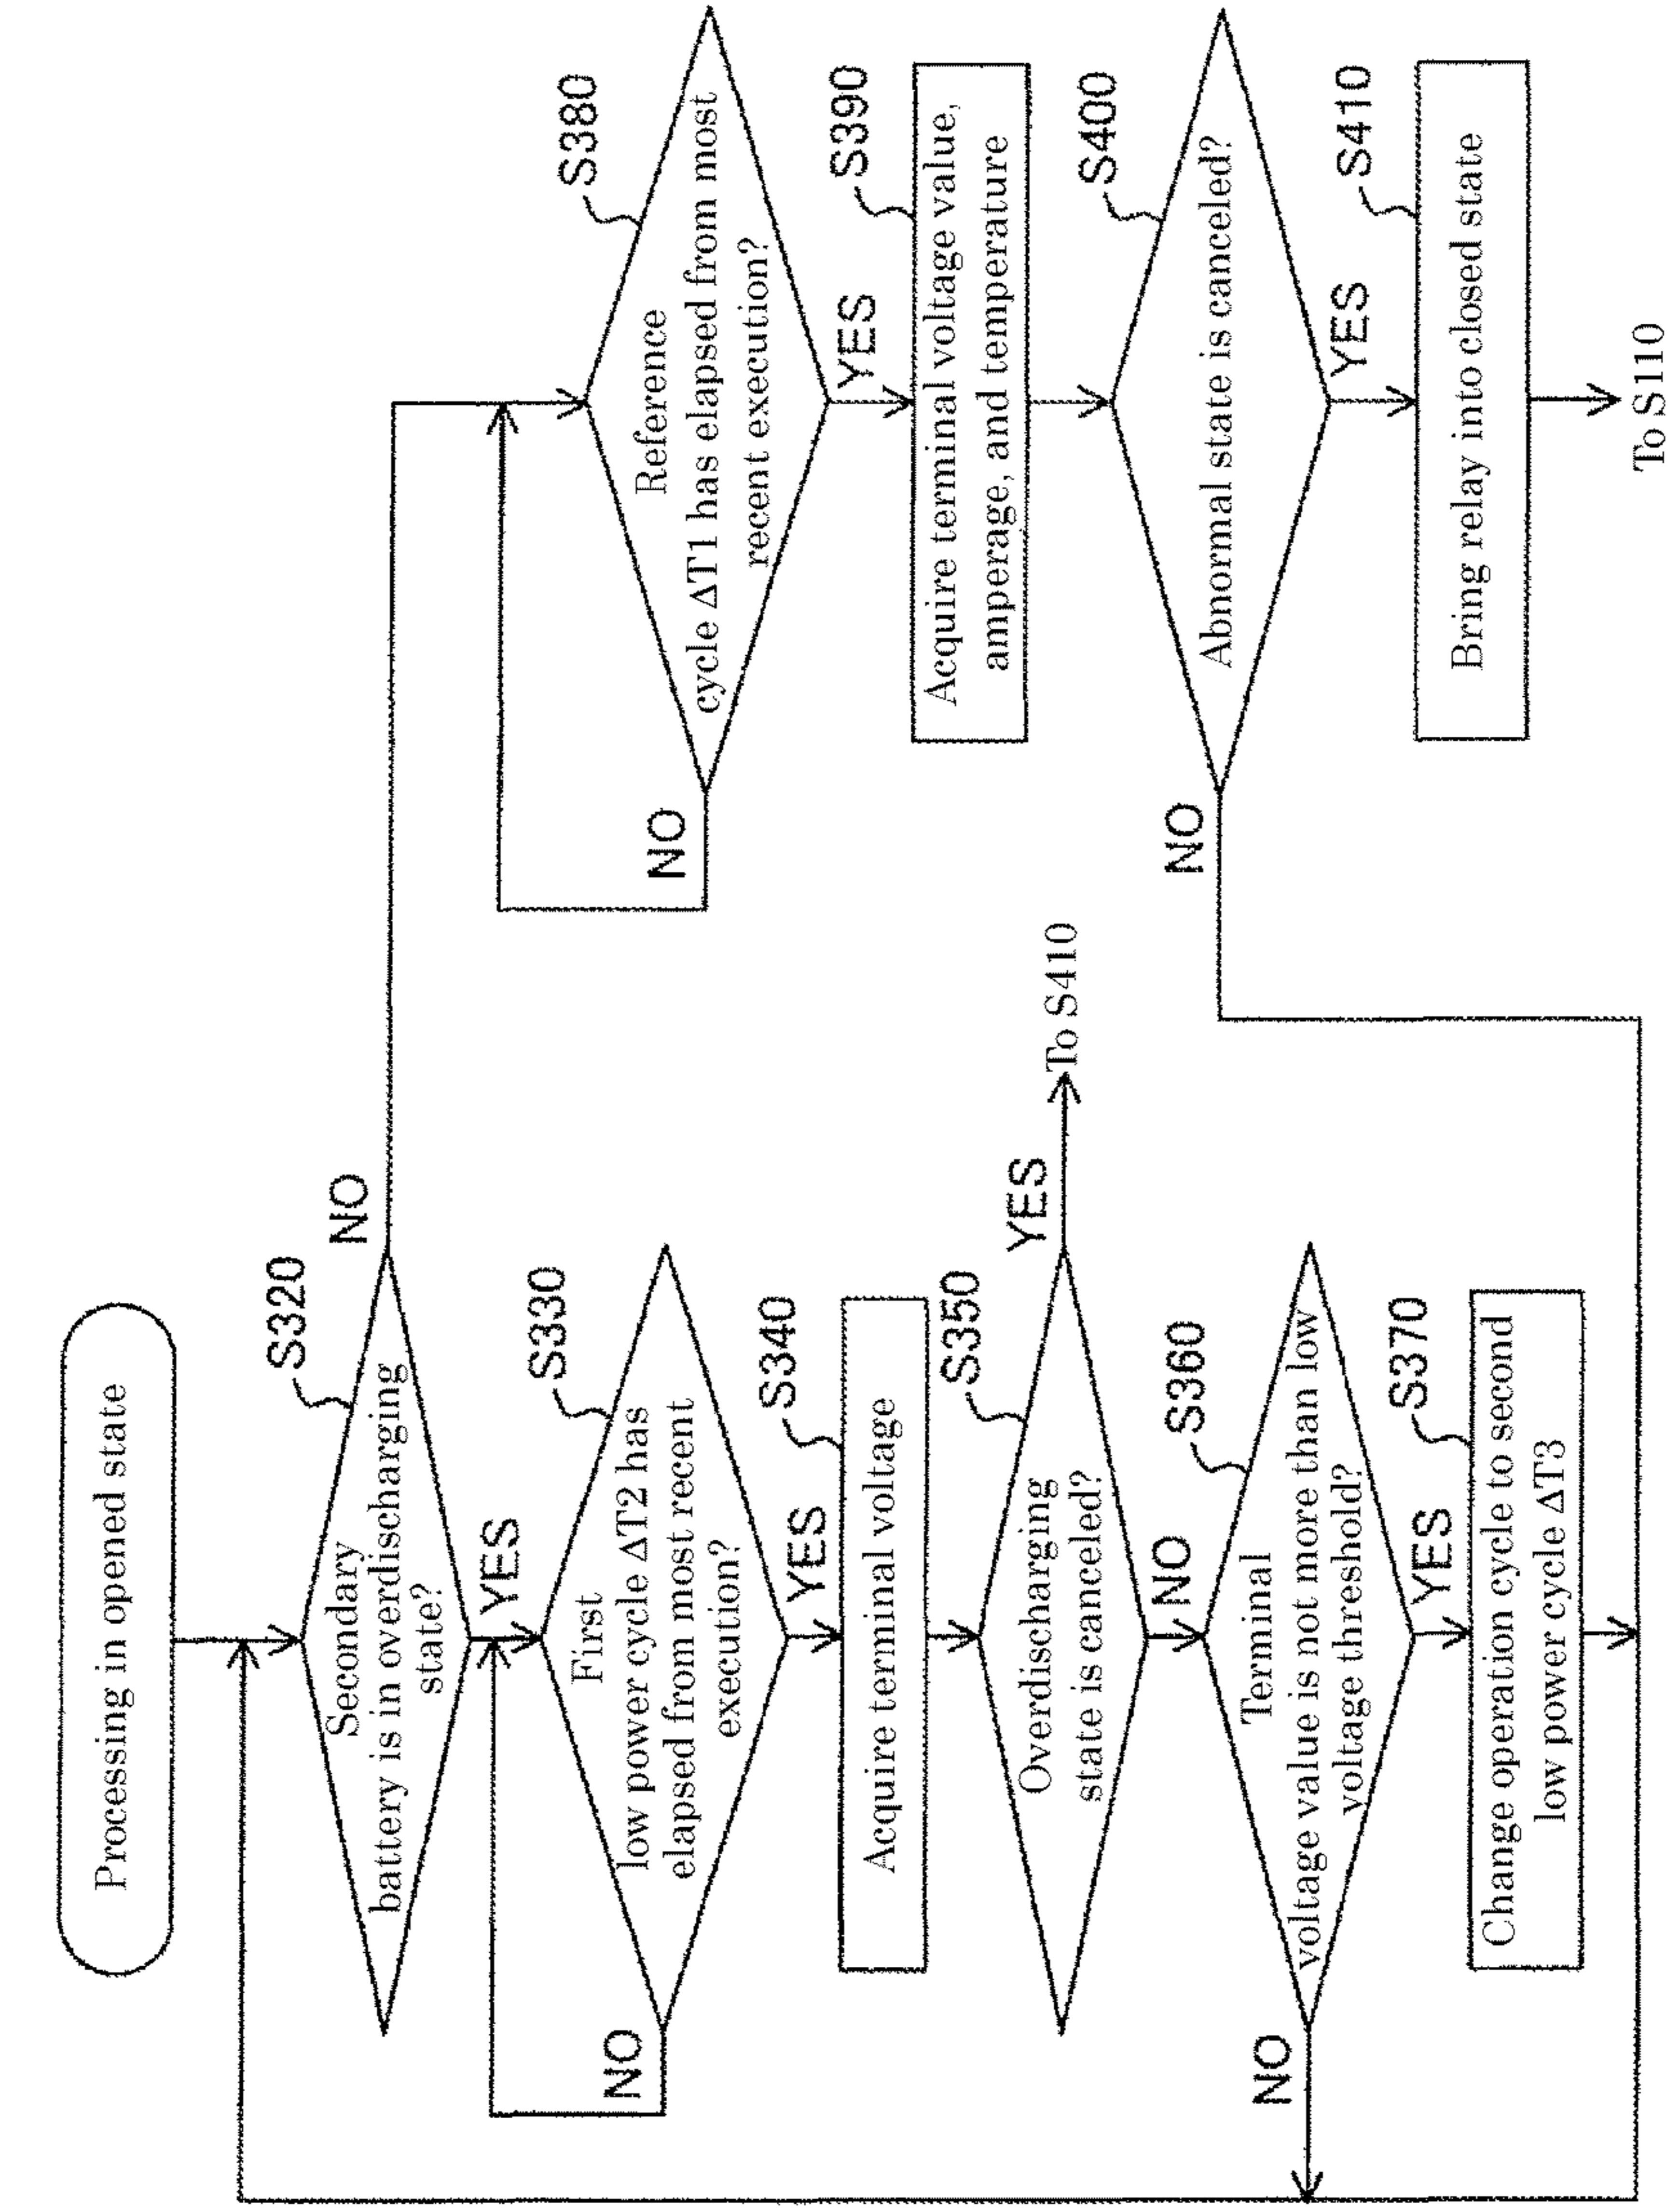 Processing in opened state
S320
Secondary
battery is in overdischarging
state?
NO
YES
S330
First
low power cycle ΔT2 has
elapsed from most recent
execution?
NO
YES
S340
Acquire terminal voltage
S350
Overdischarging
state is canceled?
YES
To S410
NO
S360
Terminal
voltage value is not more than low
voltage threshold?
NO
YES
S370
Change operation cycle to second
low power cycle ΔT3
S380
Reference
cycle ΔT1 has elapsed from most
recent execution?
NO
YES
S390
Acquire terminal voltage value,
amperage, and temperature
S400
Abnormal state is canceled?
NO
YES
S410
Bring relay into closed state
To S110